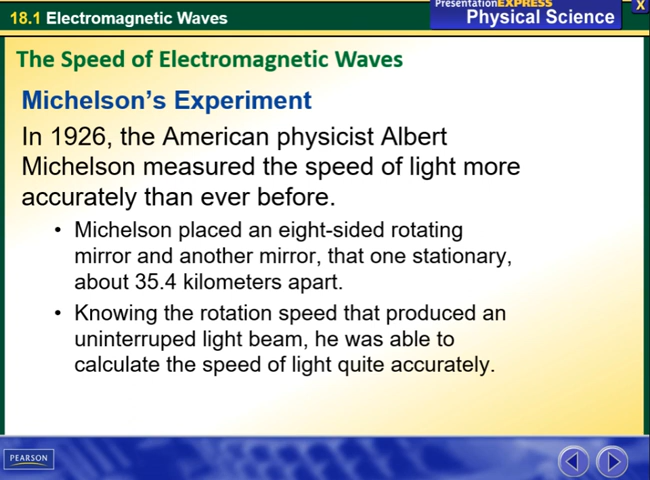 18.1 Electromagnetic Waves
PresentationEXPRESS
Physical Science
X
The Speed of Electromagnetic Waves
Michelson's Experiment
In 1926, the American physicist Albert
Michelson measured the speed of light more
accurately than ever before.
• Michelson placed an eight-sided rotating
mirror and another mirror, that one stationary,
about 35.4 kilometers apart.
• Knowing the rotation speed that produced an
uninterruped light beam, he was able to
calculate the speed of light quite accurately.
PEARSON